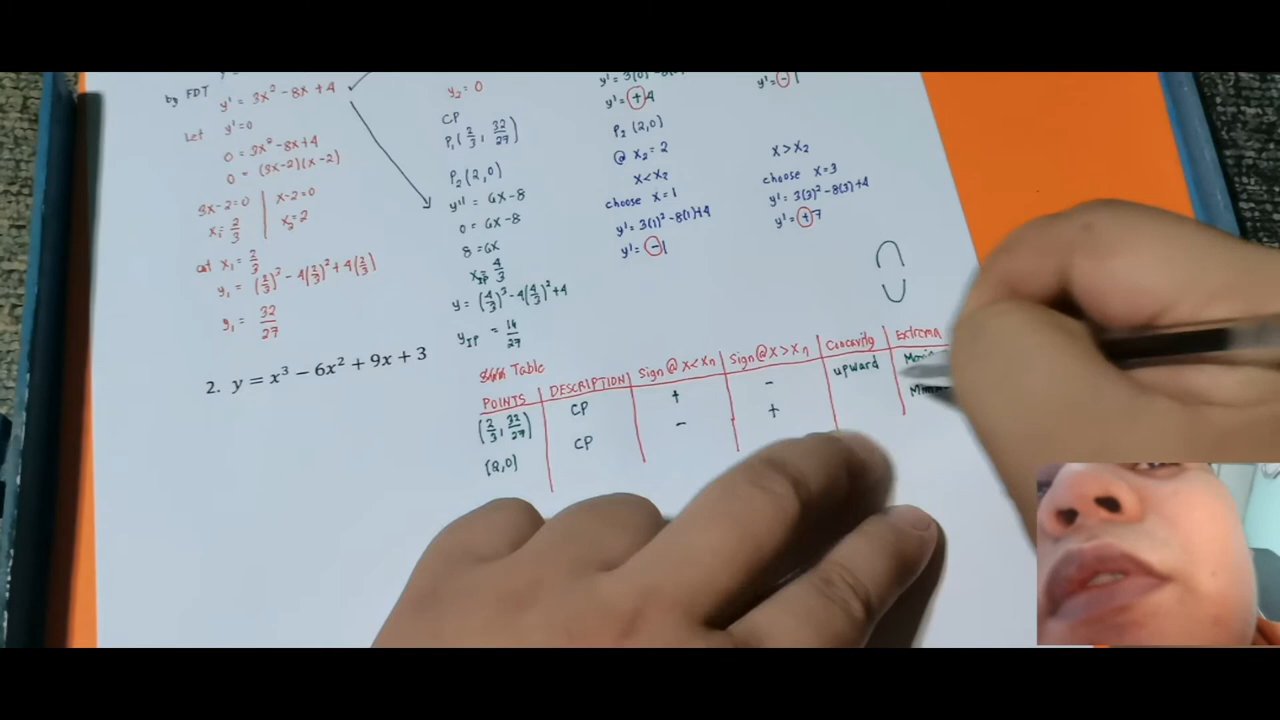 by FDT
y' = 3x² - 8x + 4
Let y' = 0
0 = 3x² - 8x + 4
0 = (3x-2)(x-2)
3x-2=0 | x-2=0
x₁ = 2/3 | x₂ = 2
at x₁ = 2/3
y₁ = (2/3)³ - 4(2/3)² + 4(2/3)
y₁ = 32/27
2. y = x³ − 6x² + 9x + 3
y₂ = 0
CP
P₁(2/3, 32/27)
P₂(2,0)
y'' = 6x-8
0 = 6x-8
8 = 6x
x_IP = 4/3
y = (4/3)³ - 4(4/3)² + 4
y_IP = 16/27
y' = + 4
P₂ (2,0)
@ x₂ = 2
x < x₂
choose x = 1
y' = 3(1)² - 8(1) + 4
y' = - 1
y' = - 1
x > x₂
choose x = 3
y' = 3(3)² - 8(3) + 4
y' = + 7
Table
POINTS | DESCRIPTION | Sign @ x < xₙ | Sign @ x > xₙ | Concavity | Extrema
(2/3, 32/27) | CP | + | - | upward
(2,0) | CP | - | +